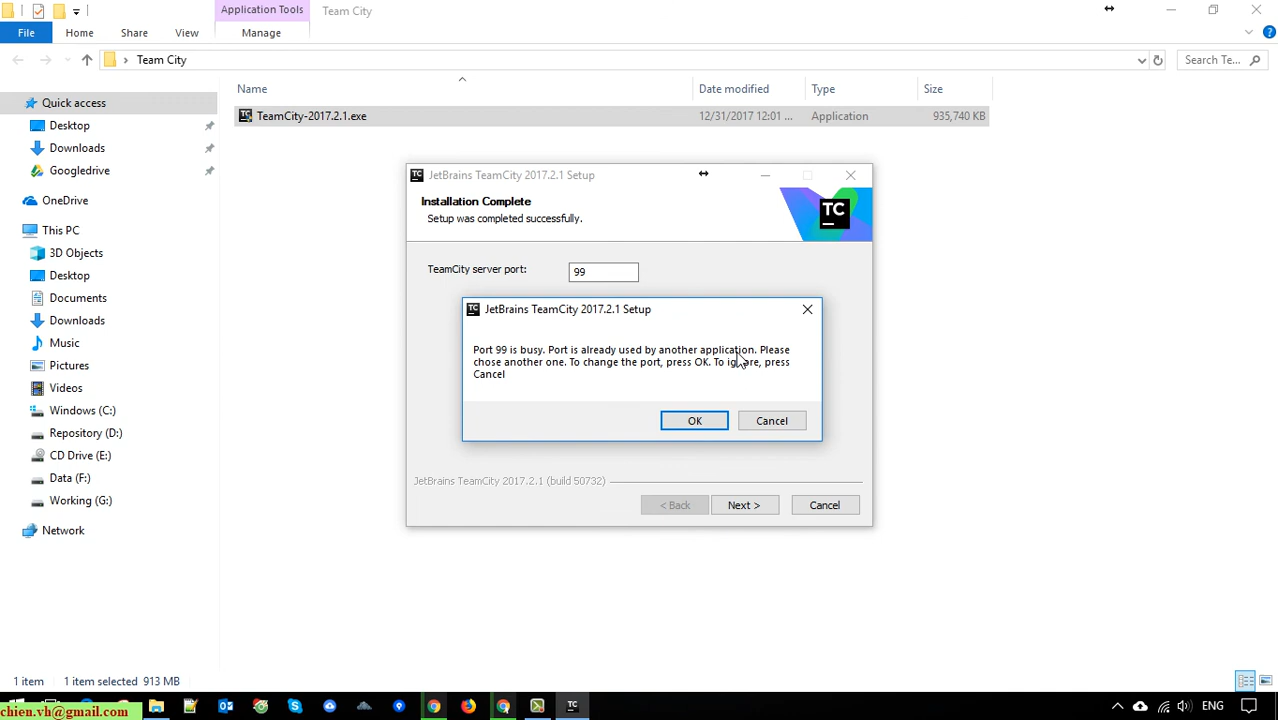 Application Tools
Team City
File
Home
Share
View
Manage
Team City
Search Te...
Name
Date modified
Type
Size
Quick access
TeamCity-2017.2.1.exe
12/31/2017 12:01 ...
Application
935,740 KB
Desktop
Downloads
Googledrive
OneDrive
This PC
3D Objects
Desktop
Documents
Downloads
Music
Pictures
Videos
Windows (C:)
Repository (D:)
CD Drive (E:)
Data (F:)
Working (G:)
Network
TC
JetBrains TeamCity 2017.2.1 Setup
Installation Complete
Setup was completed successfully.
TC
TeamCity server port:
99
TC
JetBrains TeamCity 2017.2.1 Setup
Port 99 is busy. Port is already used by another application. Please
chose another one. To change the port, press OK. To ignore, press
Cancel
OK
Cancel
JetBrains TeamCity 2017.2.1 (build 50732)
< Back
Next >
Cancel
1 item
1 item selected
913 MB
TC
ENG
chien.vh@gmail.com